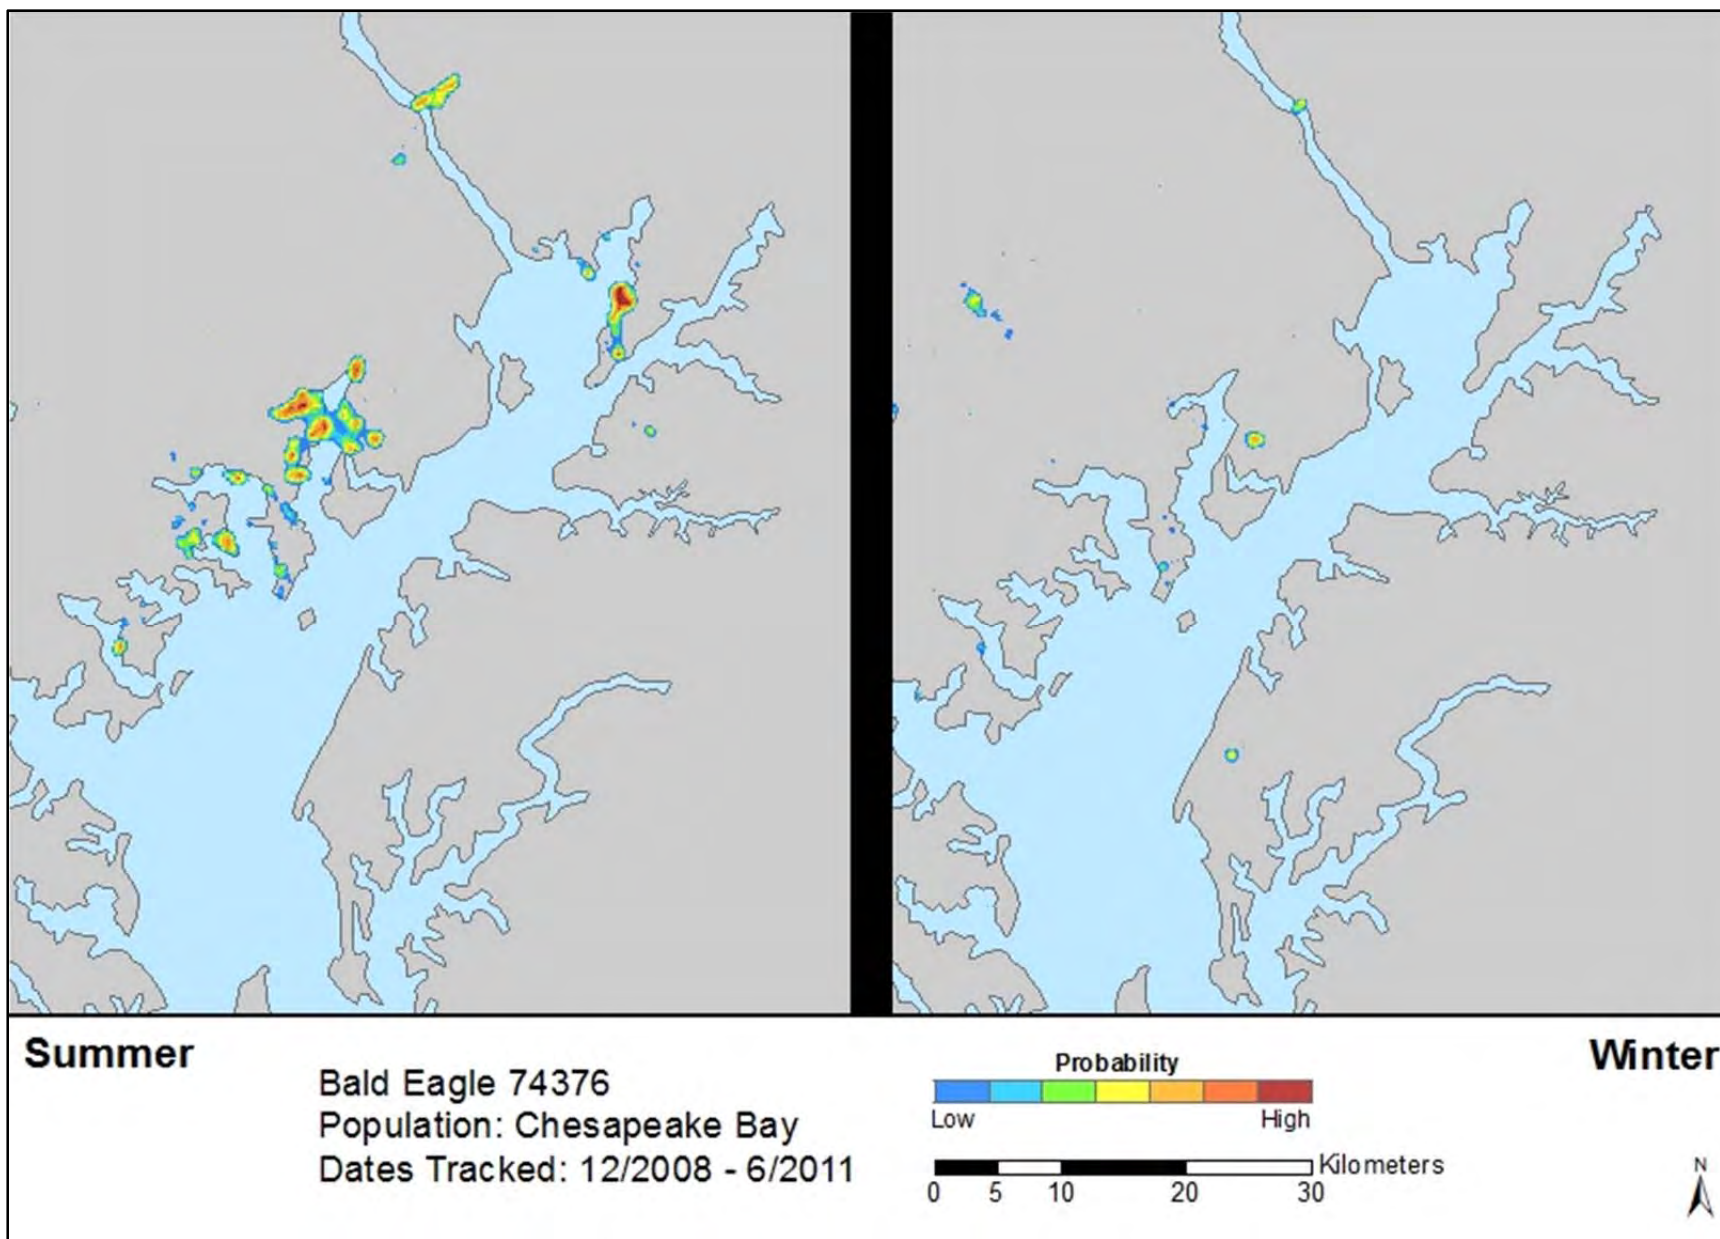 Summer
Winter
Bald Eagle 74376
Population: Chesapeake Bay
Dates Tracked: 12/2008 - 6/2011
Probability
Low High
Kilometers
0 5 10 20 30
N